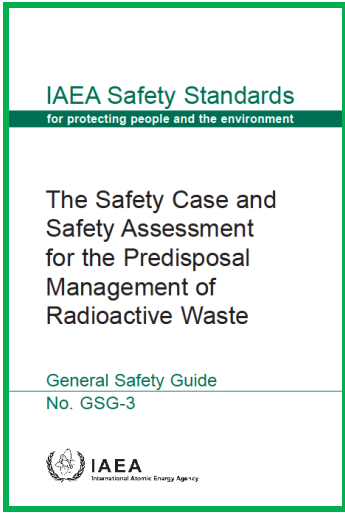 IAEA Safety Standards
for protecting people and the environment
The Safety Case and
Safety Assessment
for the Predisposal
Management of
Radioactive Waste
General Safety Guide
No. GSG-3
IAEA
International Atomic Energy Agency